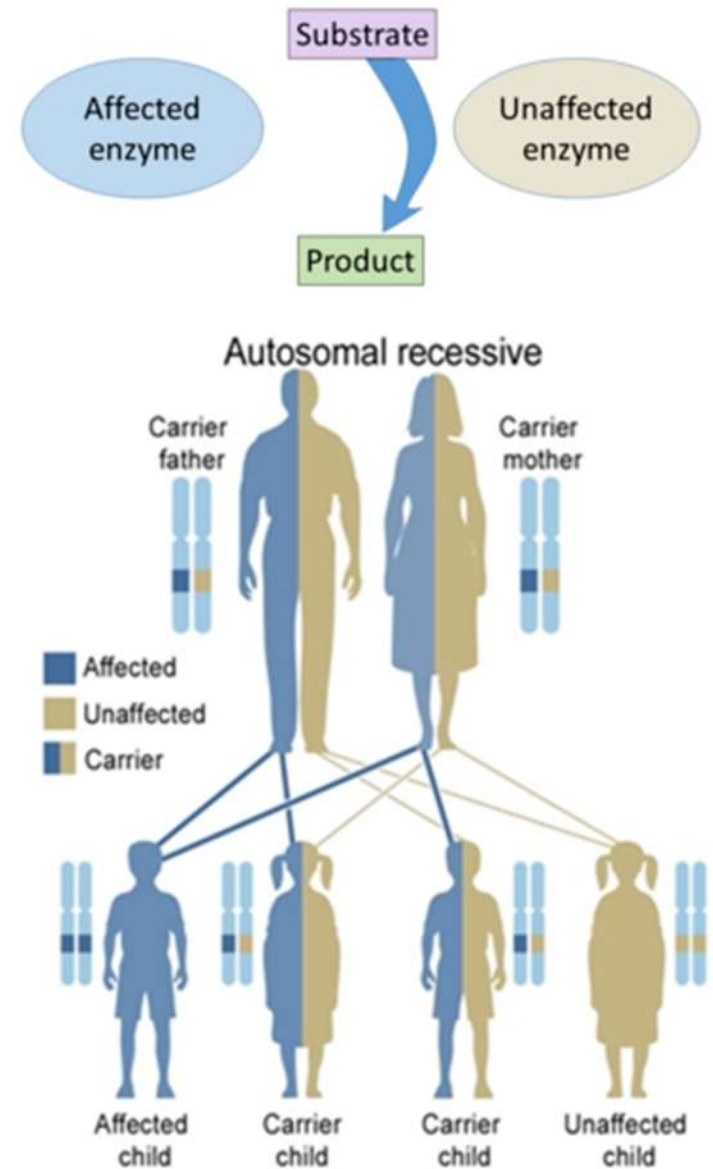 Substrate
Affected
enzyme
Unaffected
enzyme
Product
Autosomal recessive
Carrier
father
Carrier
mother
Affected
Unaffected
Carrier
Affected
child
Carrier
child
Carrier
child
Unaffected
child